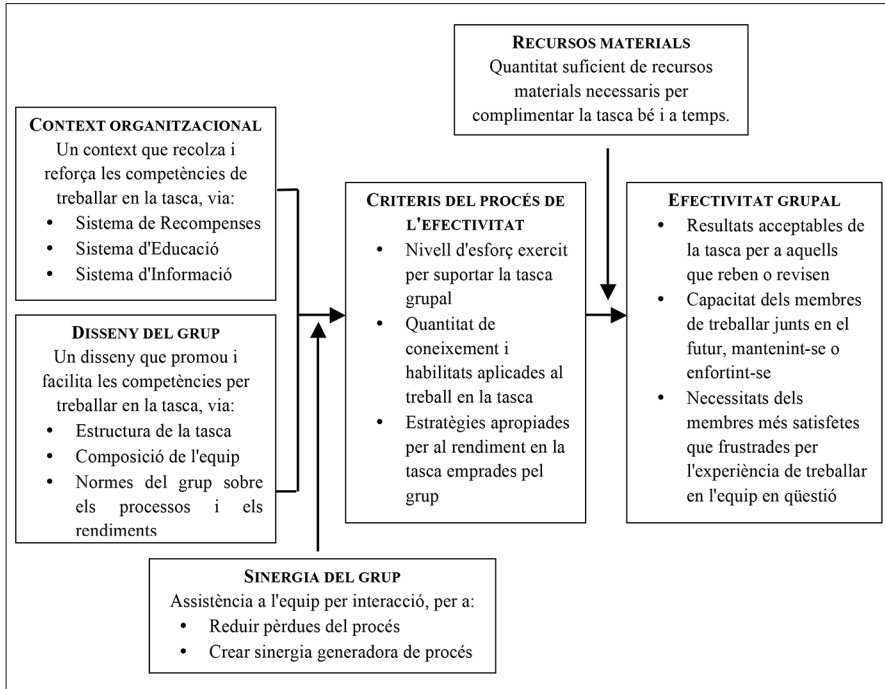 RECURSOS MATERIALS
Quantitat suficient de recursos
materials necessaris per
complimentar la tasca bé i a temps.
CONTEXT ORGANITZACIONAL
Un context que recolza i
reforça les competències de
treballar en la tasca, via:
• Sistema de Recompenses
• Sistema d'Educació
• Sistema d'Informació
DISSENY DEL GRUP
Un disseny que promou i
facilita les competències per
treballar en la tasca, via:
• Estructura de la tasca
• Composició de l'equip
• Normes del grup sobre
els processos i els
rendiments
CRITERIS DEL PROCÉS DE
L'EFECTIVITAT
• Nivell d'esforç exercit
per suportar la tasca
grupal
• Quantitat de
coneixement i
habilitats aplicades al
treball en la tasca
• Estratègies apropiades
per al rendiment en la
tasca emprades pel
grup
EFECTIVITAT GRUPAL
• Resultats acceptables de
la tasca per a aquells
que reben o revisen
• Capacitat dels membres
de treballar junts en el
futur, mantenint-se o
enfortint-se
• Necessitats dels
membres més satisfetes
que frustrades per
l'experiència de treballar
en l'equip en qüestió
SINERGIA DEL GRUP
Assistència a l'equip per interacció, per a:
• Reduir pèrdues del procés
• Crear sinergia generadora de procés